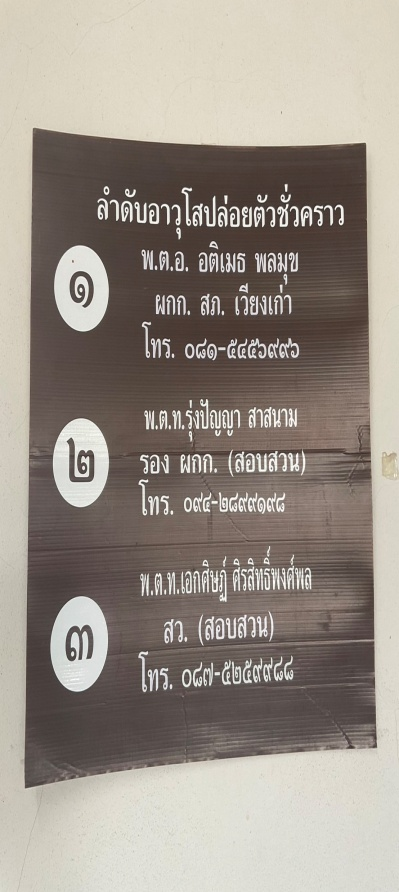 ลำดับอาวุโสปล่อยตัวชั่วคราว
๑
พ.ต.อ. อติเมธ พลมุข
ผกก. สภ. เวียงเก่า
โทร. ๐๘๑-๕๔๕๖๙๙๖
๒
พ.ต.ท.รุ่งปัญญา สาสนาม
รอง ผกก. (สอบสวน)
โทร. ๐๙๔-๒๘๙๙๑๙๘
๓
พ.ต.ท.เอกศิษฏ์ ศิรสิทธิ์พงศ์พล
สว. (สอบสวน)
โทร. ๐๘๗-๕๒๕๙๙๘๘